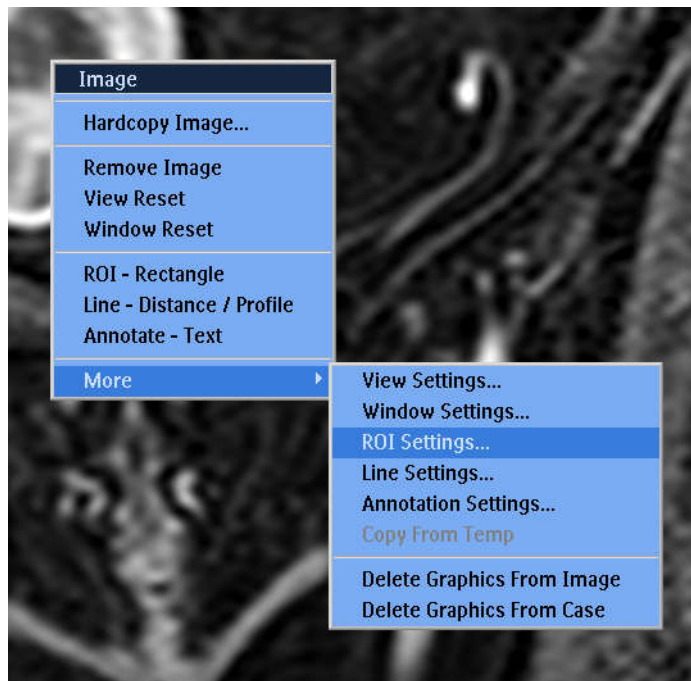 Image
Hardcopy Image...
Remove Image
View Reset
Window Reset
ROI - Rectangle
Line - Distance / Profile
Annotate - Text
More
View Settings...
Window Settings...
ROI Settings...
Line Settings...
Annotation Settings...
Copy From Temp
Delete Graphics From Image
Delete Graphics From Case